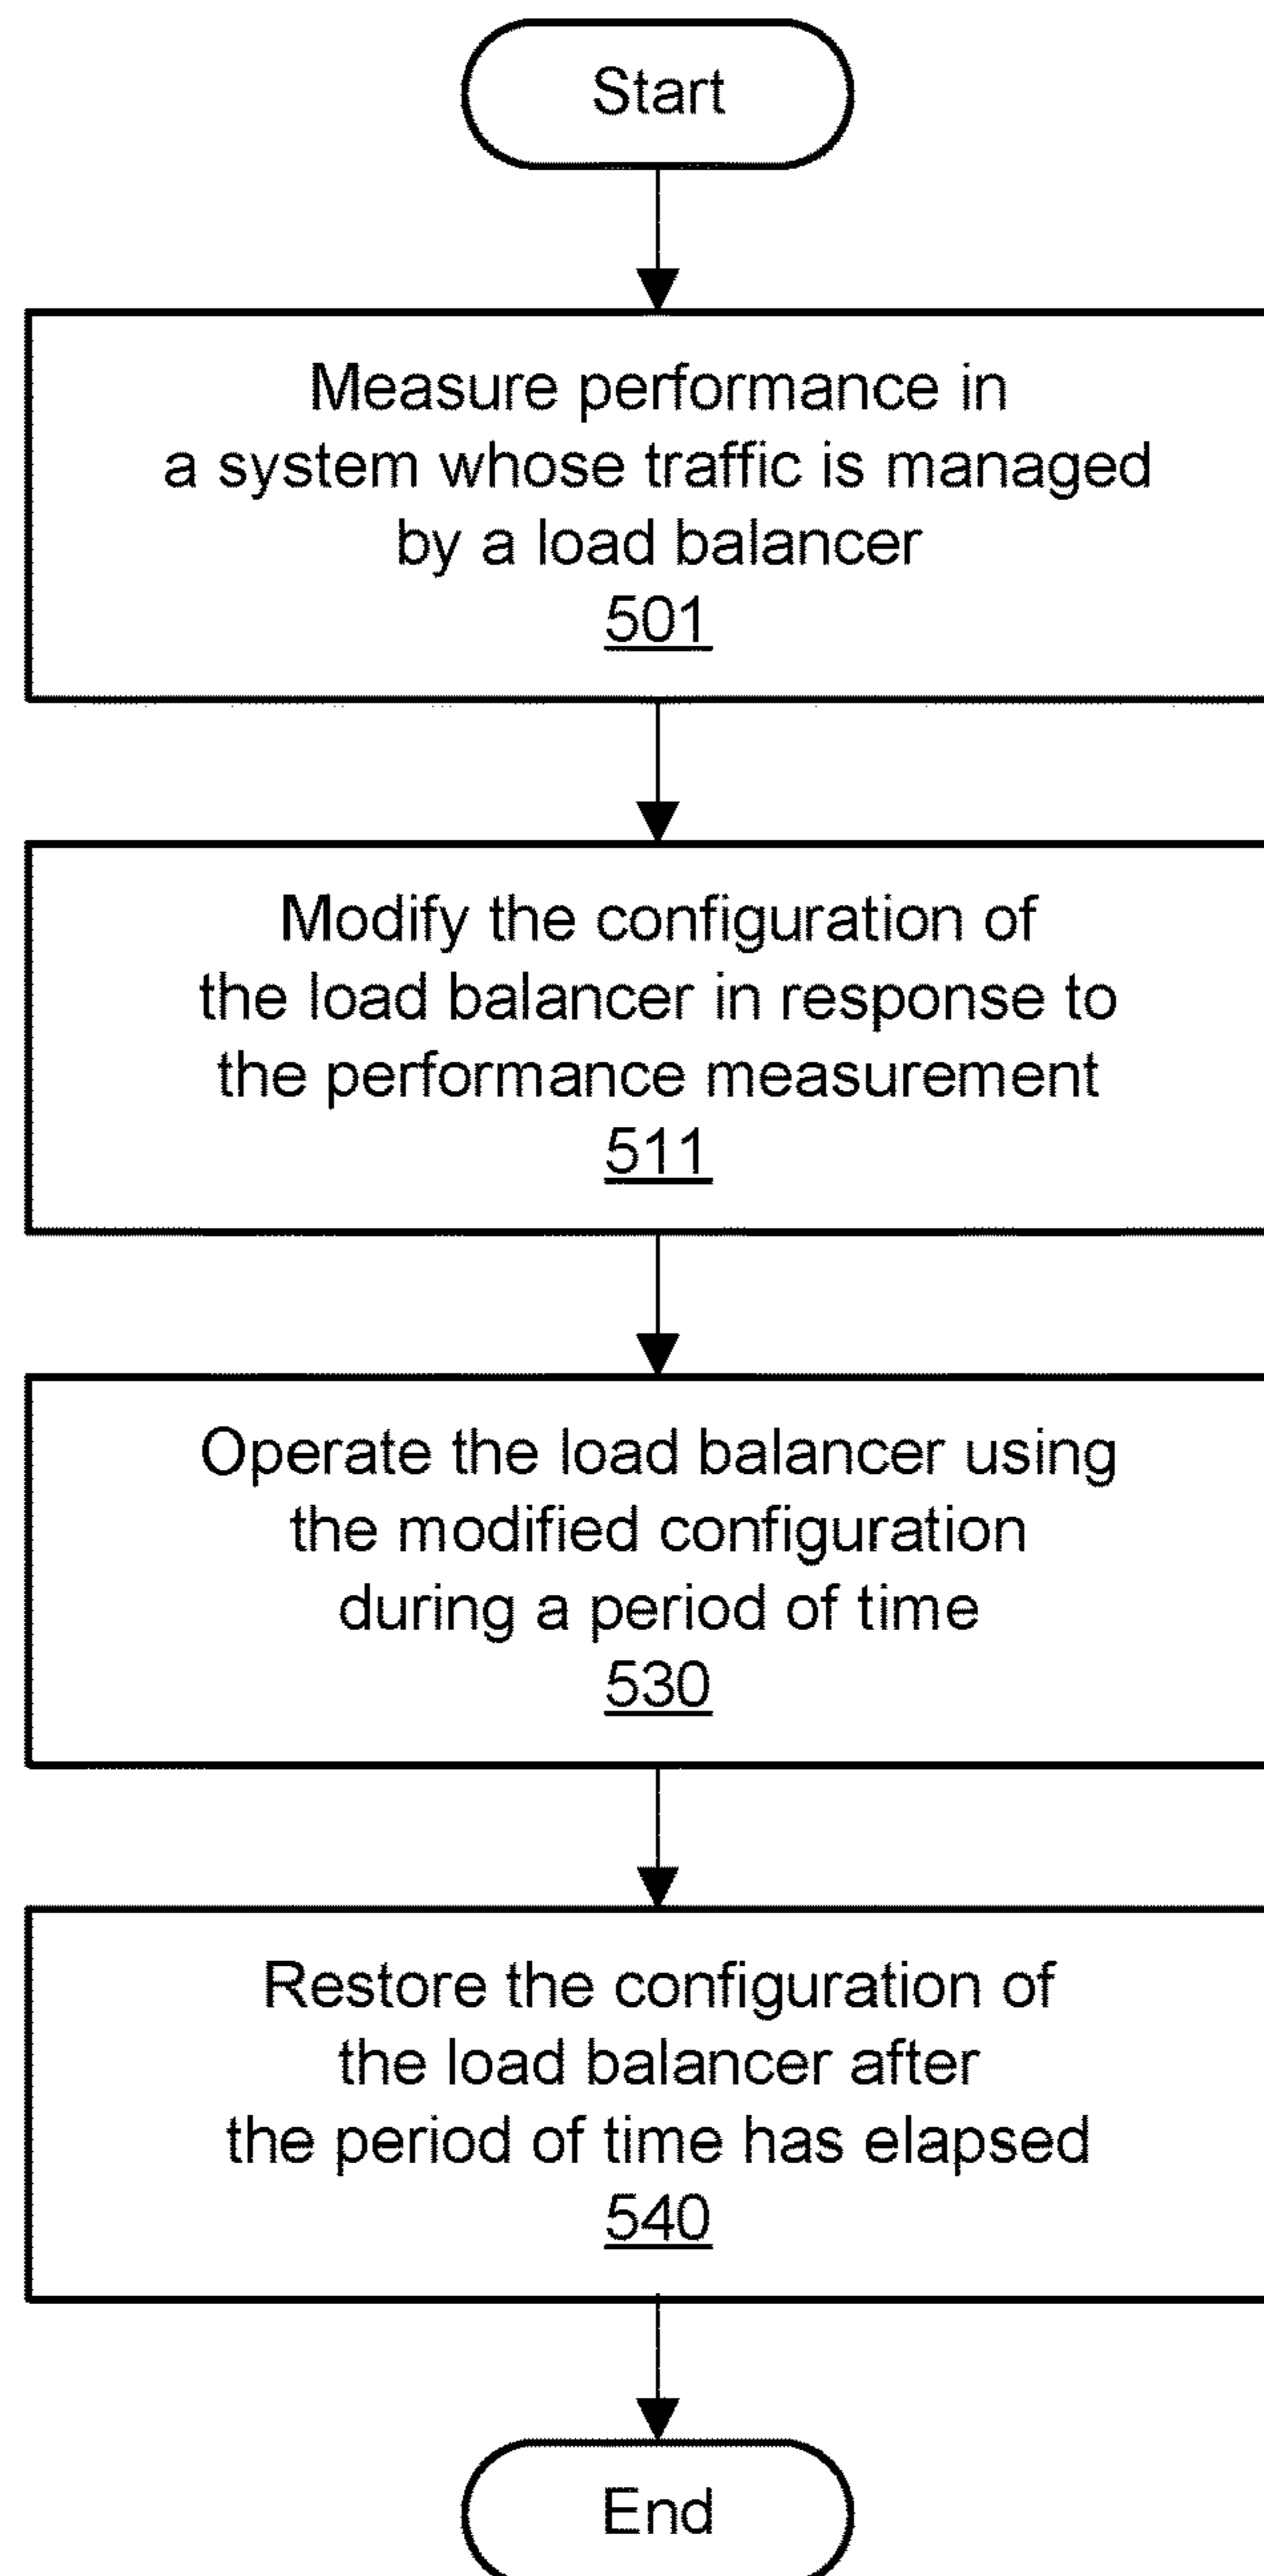 Start
Measure performance in
a system whose traffic is managed
by a load balancer
501
Modify the configuration of
the load balancer in response to
the performance measurement
511
Operate the load balancer using
the modified configuration
during a period of time
530
Restore the configuration of
the load balancer after
the period of time has elapsed
540
End